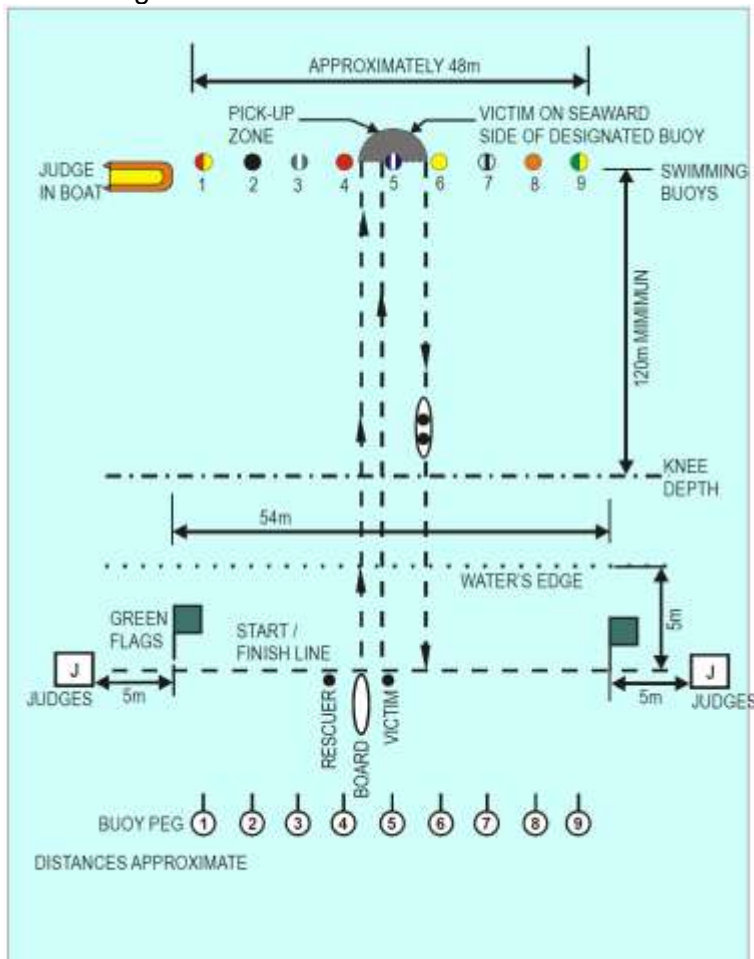 APPROXIMATELY 48m
PICK-UP
ZONE
VICTIM ON SEAWARD
SIDE OF DESIGNATED BUOY
JUDGE
IN BOAT
1 2 3 4 5 6 7 8 9
SWIMMING
BUOYS
120m MIMIMUN
KNEE
DEPTH
54m
WATER'S EDGE
GREEN
FLAGS
START /
FINISH LINE
5m
J
JUDGES
5m
RESCUER
BOARD
VICTIM
5m
J
JUDGES
BUOY PEG 1 2 3 4 5 6 7 8 9
DISTANCES APPROXIMATE